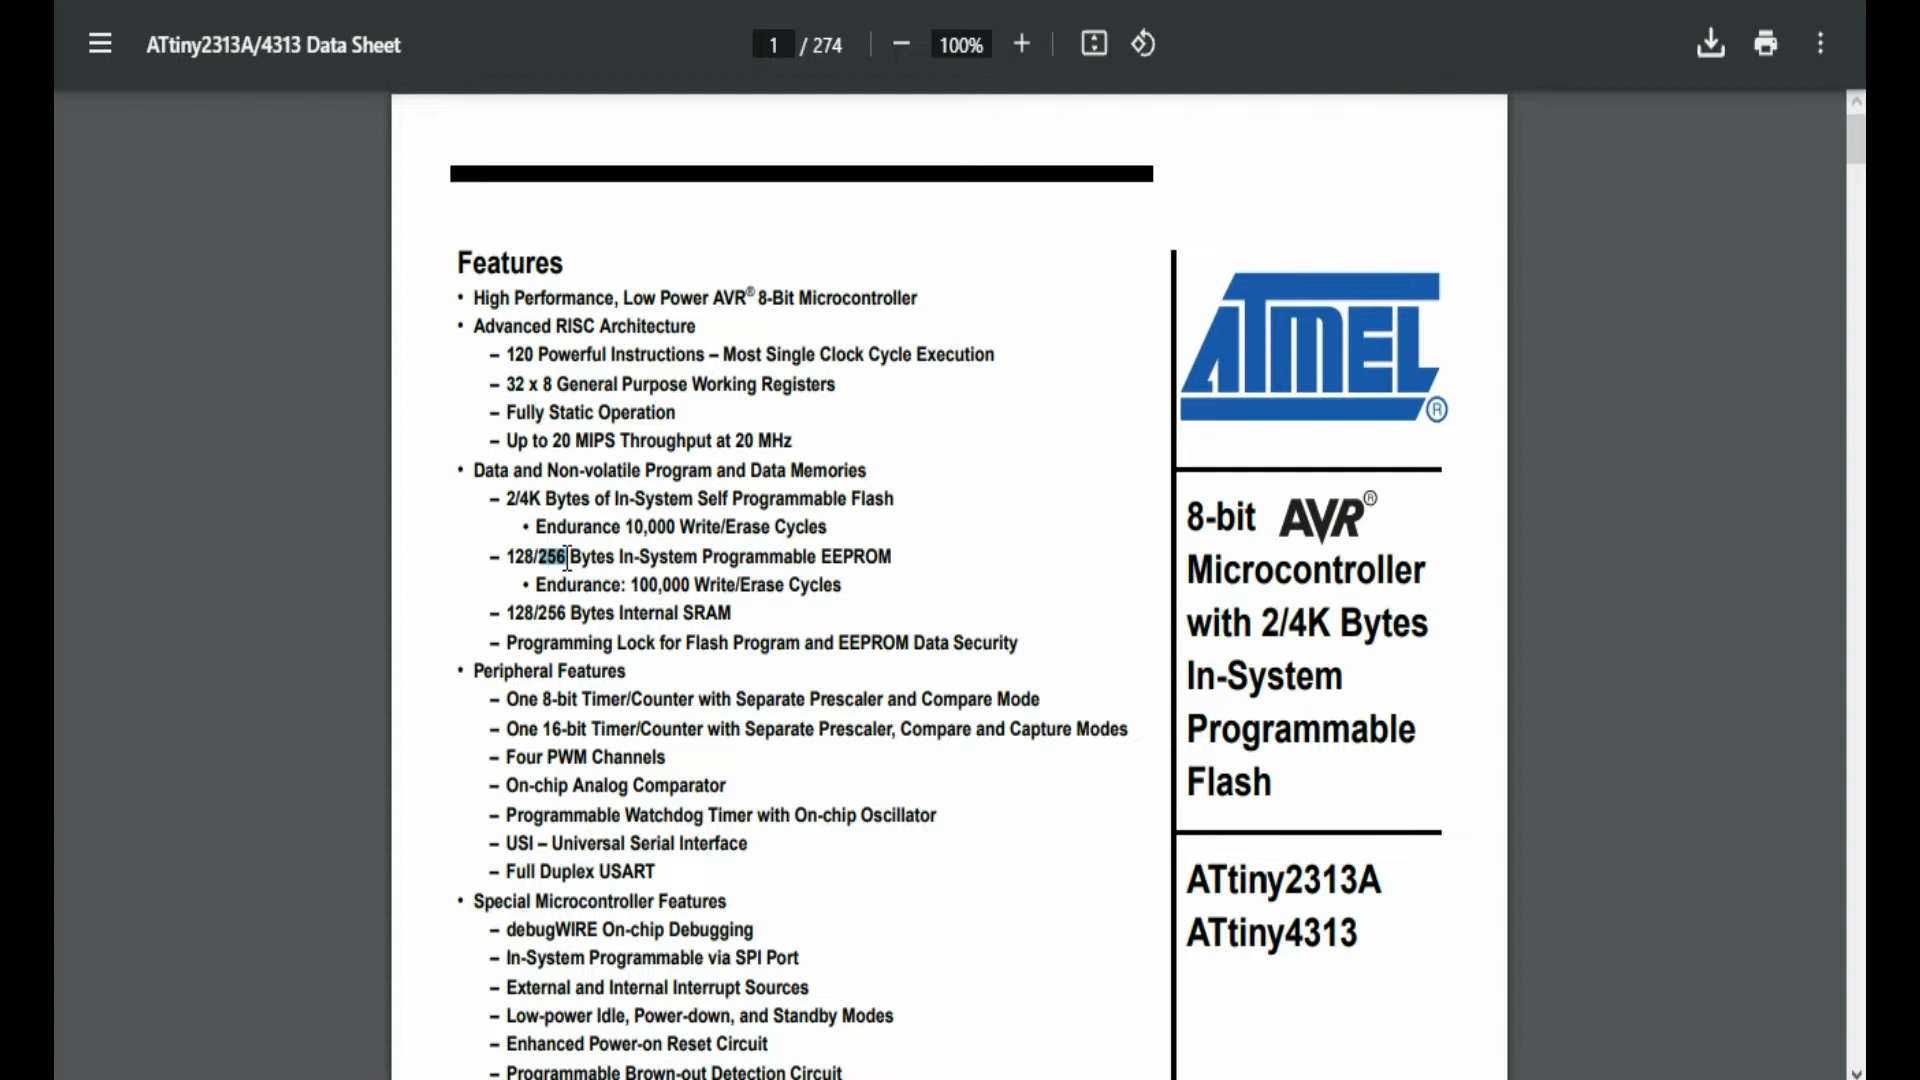 ATtiny2313A/4313 Data Sheet
1 / 274
100%
Features
• High Performance, Low Power AVR® 8-Bit Microcontroller
• Advanced RISC Architecture
– 120 Powerful Instructions – Most Single Clock Cycle Execution
– 32 x 8 General Purpose Working Registers
– Fully Static Operation
– Up to 20 MIPS Throughput at 20 MHz
• Data and Non-volatile Program and Data Memories
– 2/4K Bytes of In-System Self Programmable Flash
• Endurance 10,000 Write/Erase Cycles
– 128/256 Bytes In-System Programmable EEPROM
• Endurance: 100,000 Write/Erase Cycles
– 128/256 Bytes Internal SRAM
– Programming Lock for Flash Program and EEPROM Data Security
• Peripheral Features
– One 8-bit Timer/Counter with Separate Prescaler and Compare Mode
– One 16-bit Timer/Counter with Separate Prescaler, Compare and Capture Modes
– Four PWM Channels
– On-chip Analog Comparator
– Programmable Watchdog Timer with On-chip Oscillator
– USI – Universal Serial Interface
– Full Duplex USART
• Special Microcontroller Features
– debugWIRE On-chip Debugging
– In-System Programmable via SPI Port
– External and Internal Interrupt Sources
– Low-power Idle, Power-down, and Standby Modes
– Enhanced Power-on Reset Circuit
– Programmable Brown-out Detection Circuit
ATMEL®
8-bit AVR®
Microcontroller
with 2/4K Bytes
In-System
Programmable
Flash
ATtiny2313A
ATtiny4313